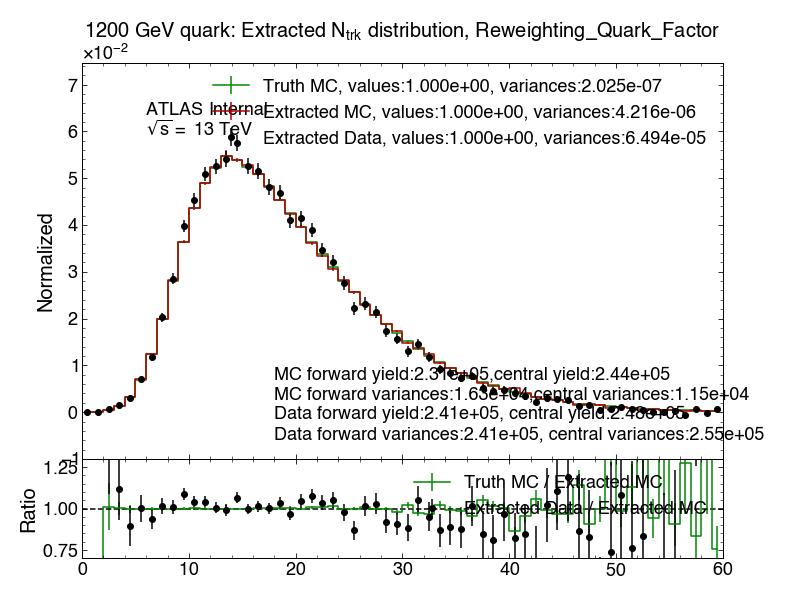 1200 GeV quark: Extracted N_trk distribution, Reweighting_Quark_Factor
×10⁻²
Truth MC, values:1.000e+00, variances:2.025e-07
ATLAS Internal
Extracted MC, values:1.000e+00, variances:4.216e-06
√s = 13 TeV
Extracted Data, values:1.000e+00, variances:6.494e-05
Normalized
7
6
5
4
3
2
1
0
−1
MC forward yield:2.31e+05,central yield:2.44e+05
MC forward variances:1.63e+04,central variances:1.15e+04
Data forward yield:2.41e+05, central yield:2.48e+05
Data forward variances:2.41e+05, central variances:2.55e+05
Ratio
1.25
1.00
0.75
Truth MC / Extracted MC
Extracted Data / Extracted MC
0 10 20 30 40 50 60